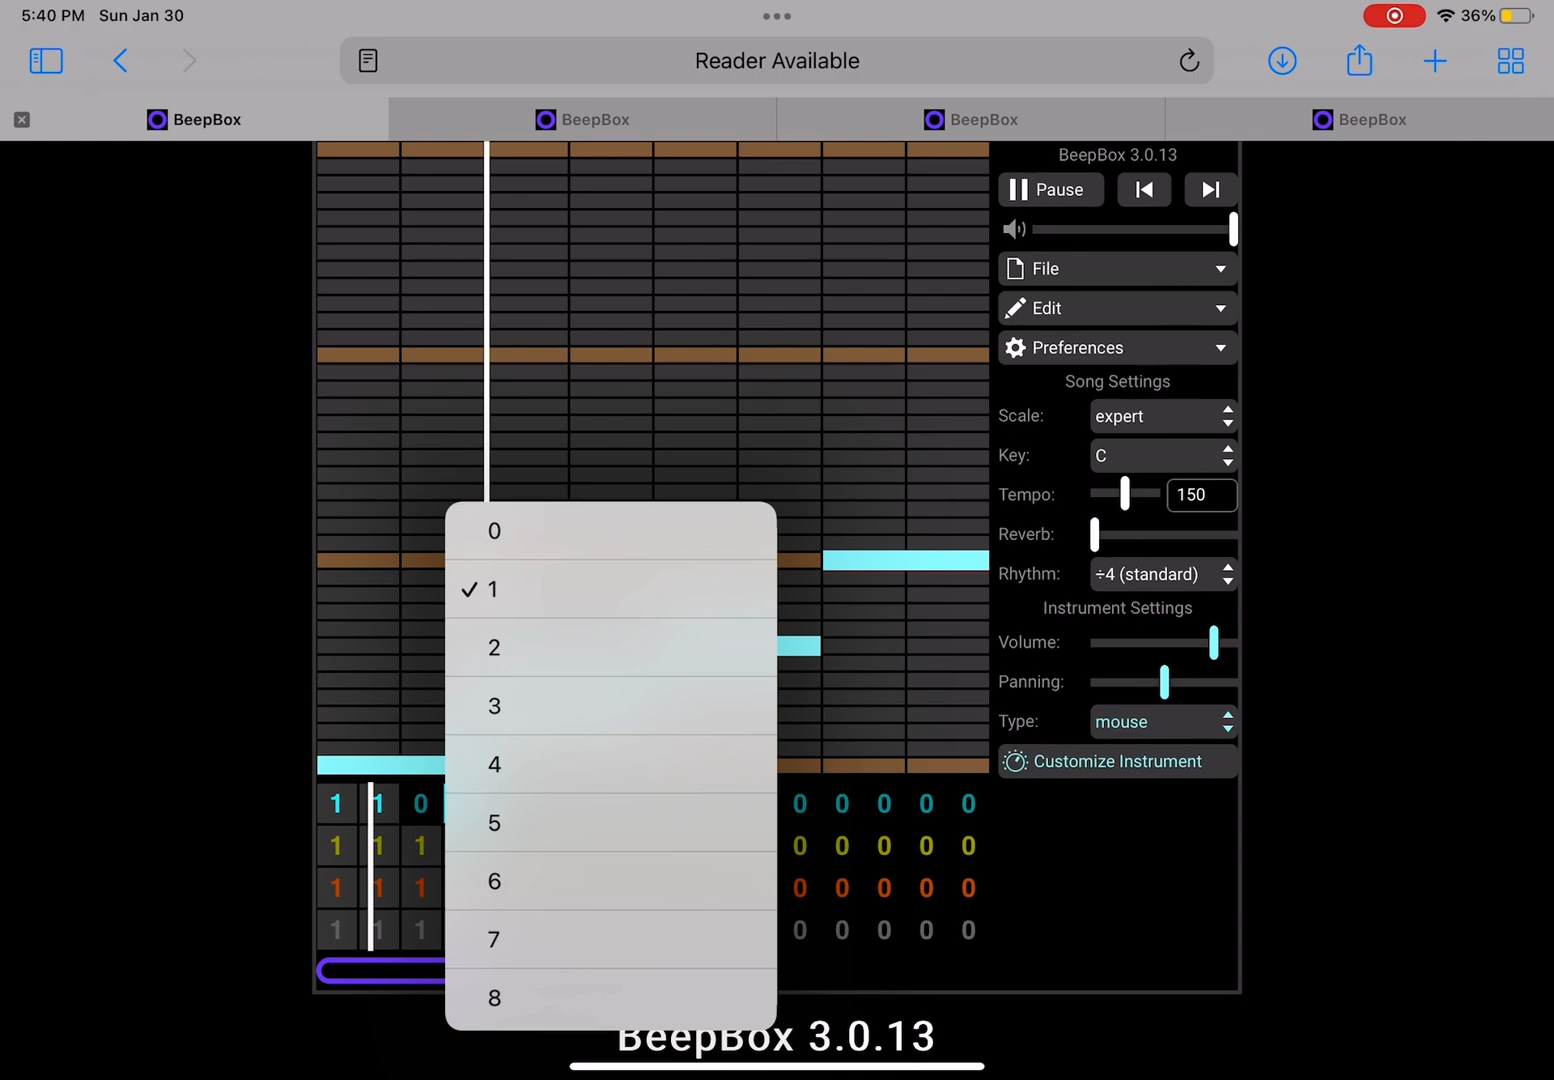 5:40 PM Sun Jan 30
36%
Reader Available
BeepBox
BeepBox
BeepBox
BeepBox
BeepBox 3.0.13
Pause
File
Edit
Preferences
Song Settings
Scale: expert
Key: C
Tempo: 150
Reverb:
Rhythm: ÷4 (standard)
Instrument Settings
Volume:
Panning:
Type: mouse
Customize Instrument
0
✓ 1
2
3
4
5
6
7
8
1 1 0 0 0 0 0 0
1 1 1 0 0 0 0 0
1 1 1 0 0 0 0 0
1 1 1 0 0 0 0 0
BeepBox 3.0.13